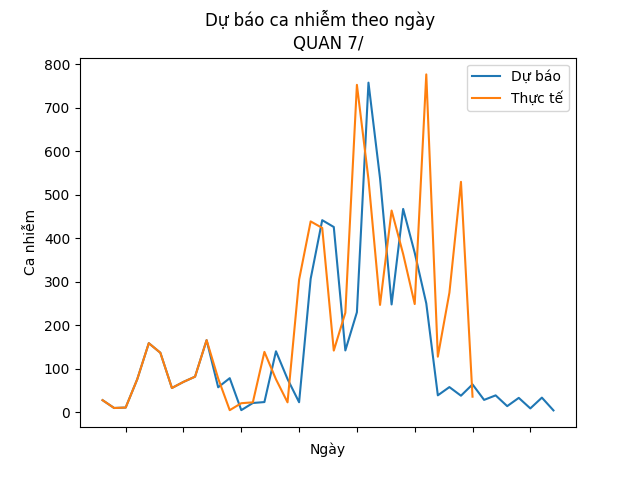 Dự báo ca nhiễm theo ngày
QUAN 7/
Dự báo
Thực tế
800
700
600
500
400
300
200
100
0
Ca nhiễm
Ngày